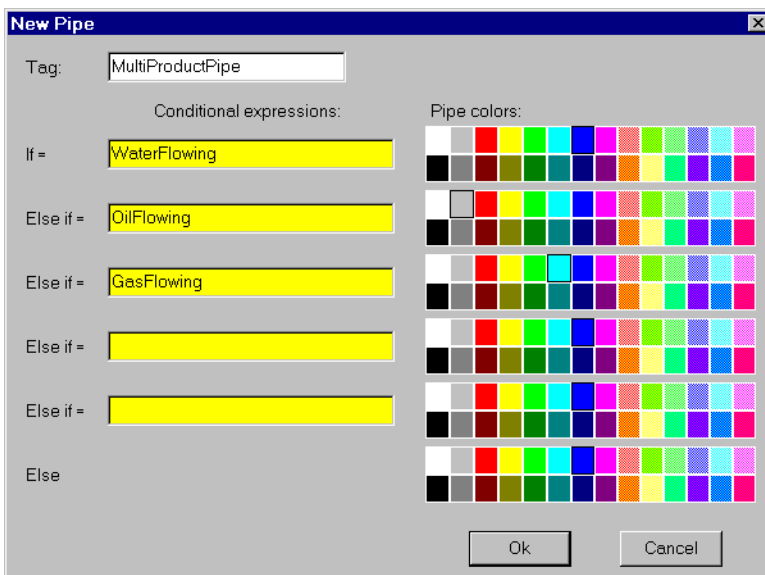 New Pipe
Tag: MultiProductPipe
Conditional expressions: Pipe colors:
If = WaterFlowing
Else if = OilFlowing
Else if = GasFlowing
Else if =
Else if =
Else
Ok Cancel